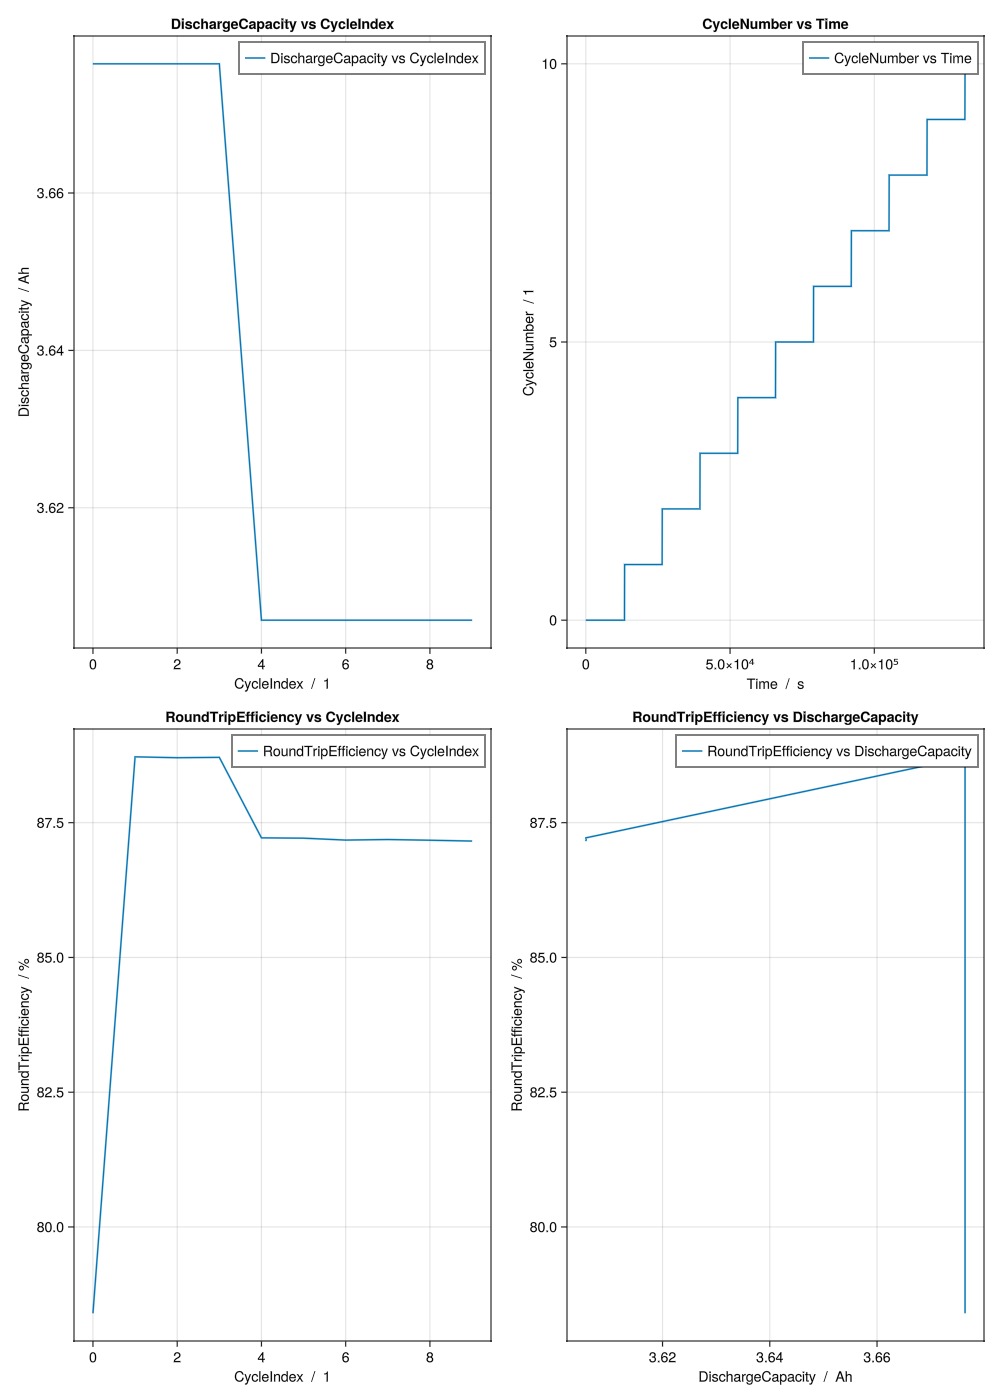 DischargeCapacity vs CycleIndex
DischargeCapacity vs CycleIndex
DischargeCapacity / Ah
3.66
3.64
3.62
0 2 4 6 8
CycleIndex / 1
CycleNumber vs Time
CycleNumber vs Time
CycleNumber / 1
10
5
0
0 5.0×10⁴ 1.0×10⁵
Time / s
RoundTripEfficiency vs CycleIndex
RoundTripEfficiency vs CycleIndex
RoundTripEfficiency / %
87.5
85.0
82.5
80.0
0 2 4 6 8
CycleIndex / 1
RoundTripEfficiency vs DischargeCapacity
RoundTripEfficiency vs DischargeCapacity
RoundTripEfficiency / %
87.5
85.0
82.5
80.0
3.62 3.64 3.66
DischargeCapacity / Ah